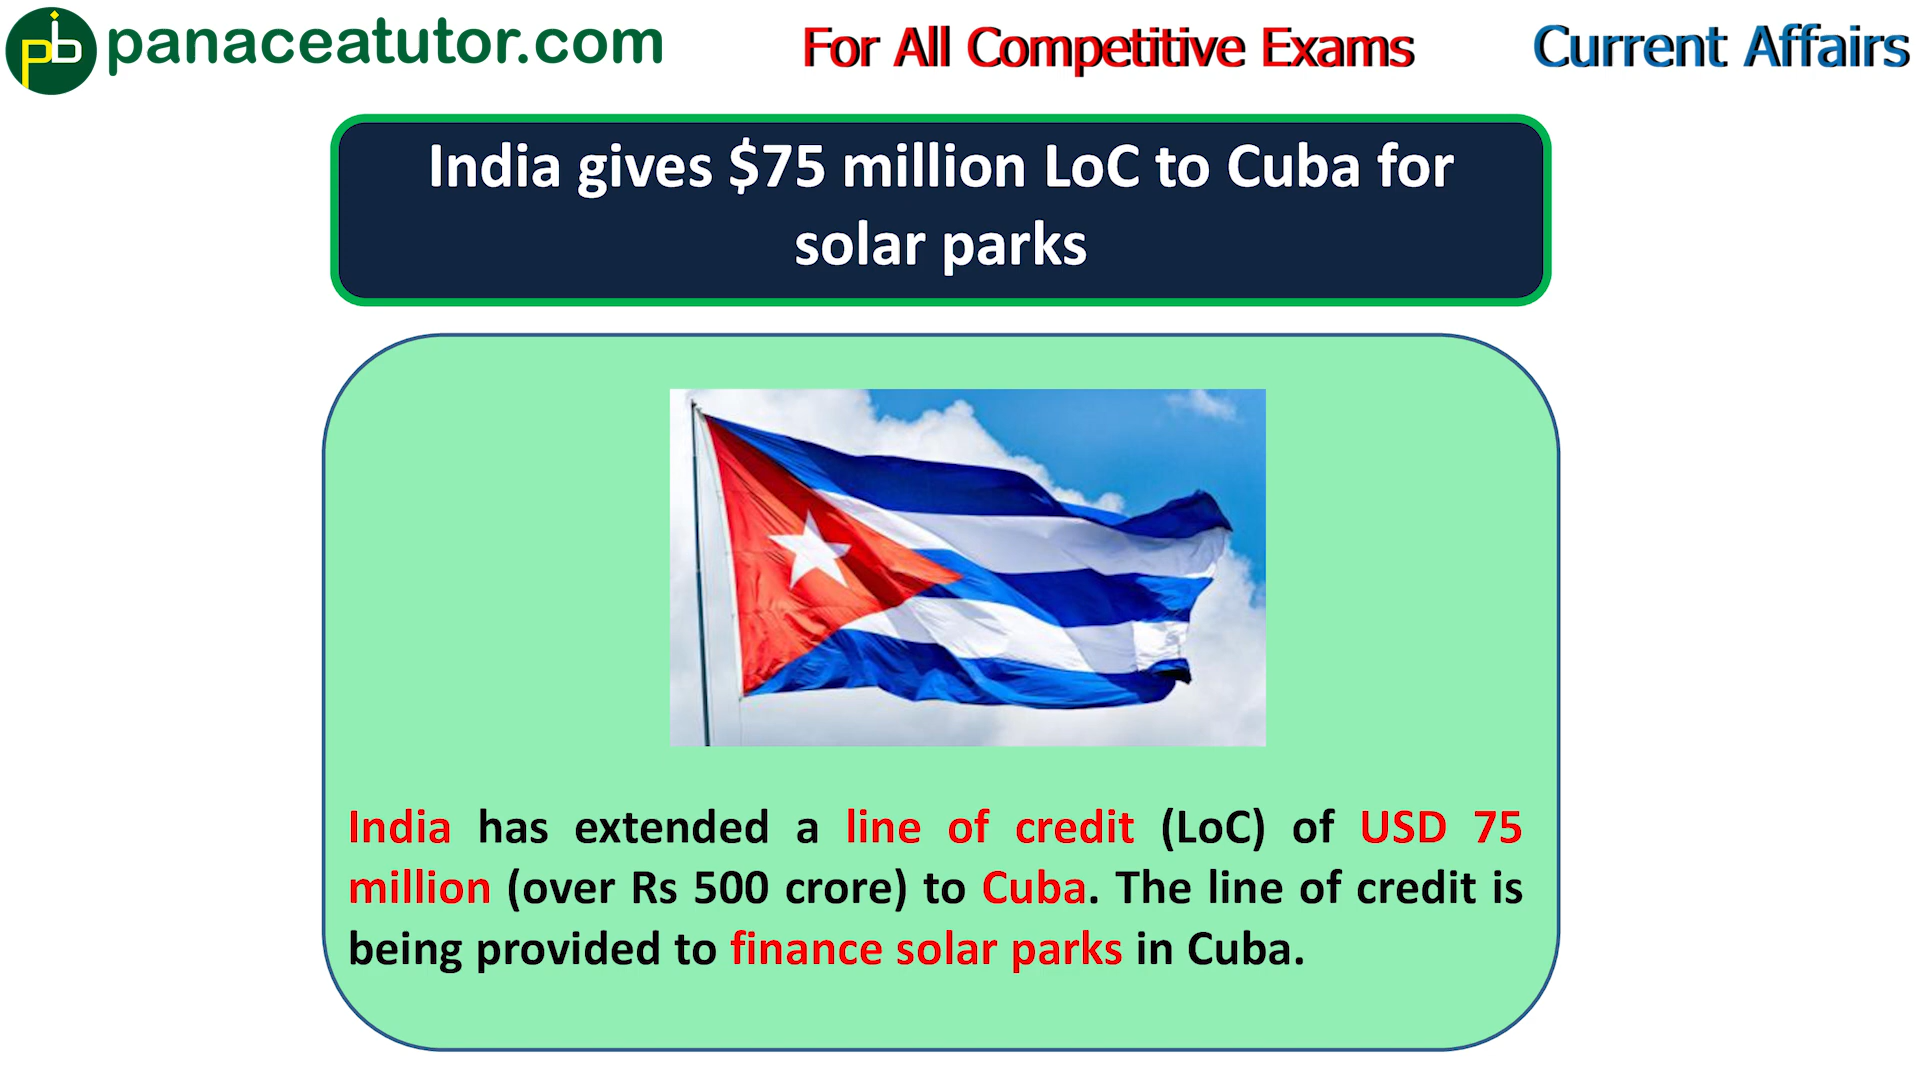 panaceatutor.com
For All Competitive Exams
Current Affairs
India gives $75 million LoC to Cuba for
solar parks
India has extended a line of credit (LoC) of USD 75
million (over Rs 500 crore) to Cuba. The line of credit is
being provided to finance solar parks in Cuba.